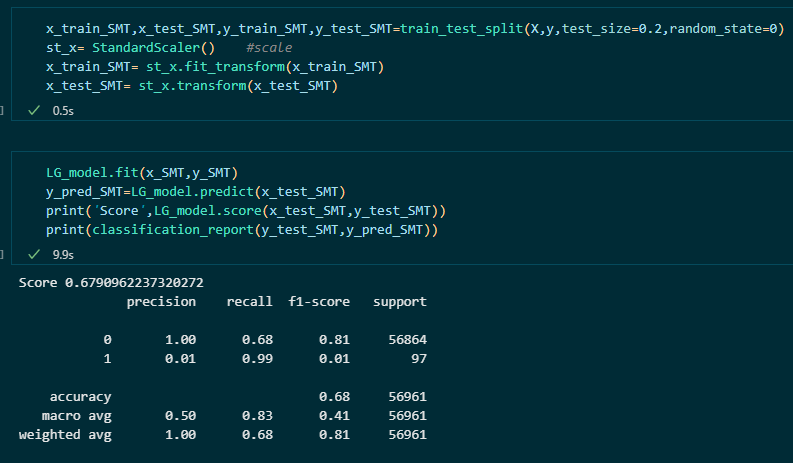 x_train_SMT,x_test_SMT,y_train_SMT,y_test_SMT=train_test_split(X,y,test_size=0.2,random_state=0)
st_x= StandardScaler()    #scale
x_train_SMT= st_x.fit_transform(x_train_SMT)
x_test_SMT= st_x.transform(x_test_SMT)
] ✓ 0.5s
LG_model.fit(x_SMT,y_SMT)
y_pred_SMT=LG_model.predict(x_test_SMT)
print('Score',LG_model.score(x_test_SMT,y_test_SMT))
print(classification_report(y_test_SMT,y_pred_SMT))
] ✓ 9.9s
Score 0.6790962237320272
precision    recall  f1-score   support
0       1.00      0.68      0.81     56864
1       0.01      0.99      0.01        97
accuracy                           0.68     56961
macro avg       0.50      0.83      0.41     56961
weighted avg       1.00      0.68      0.81     56961